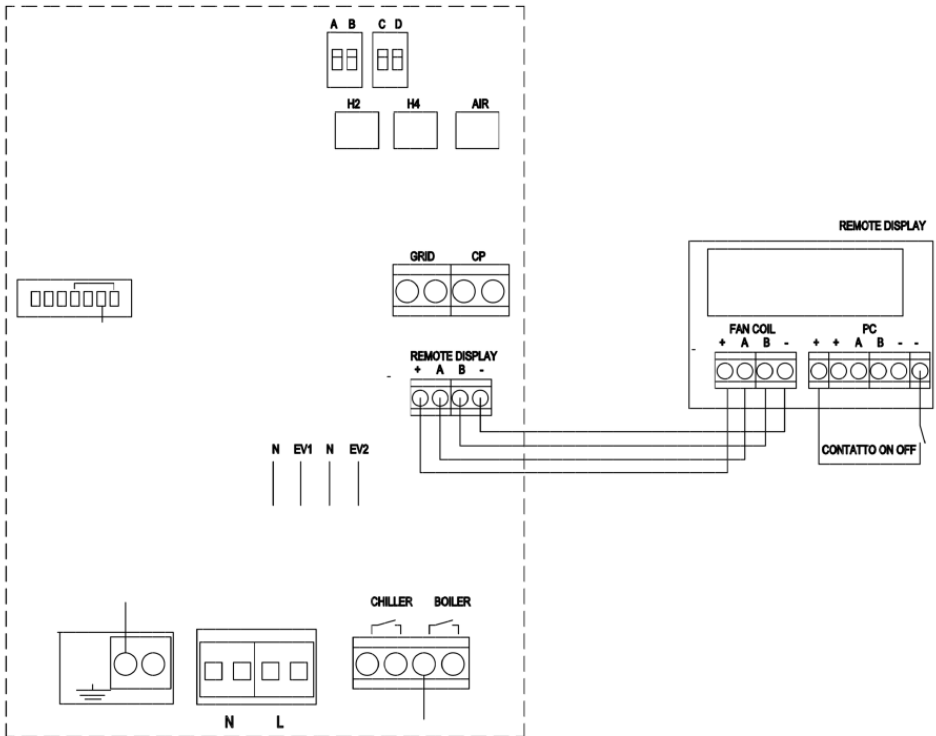 A B C D
H2 H4 AIR
REMOTE DISPLAY
GRID CP
FAN COIL PC
+ A B - + + A B - -
REMOTE DISPLAY
+ A B -
CONTATTO ON OFF
N EV1 N EV2
CHILLER BOILER
N L